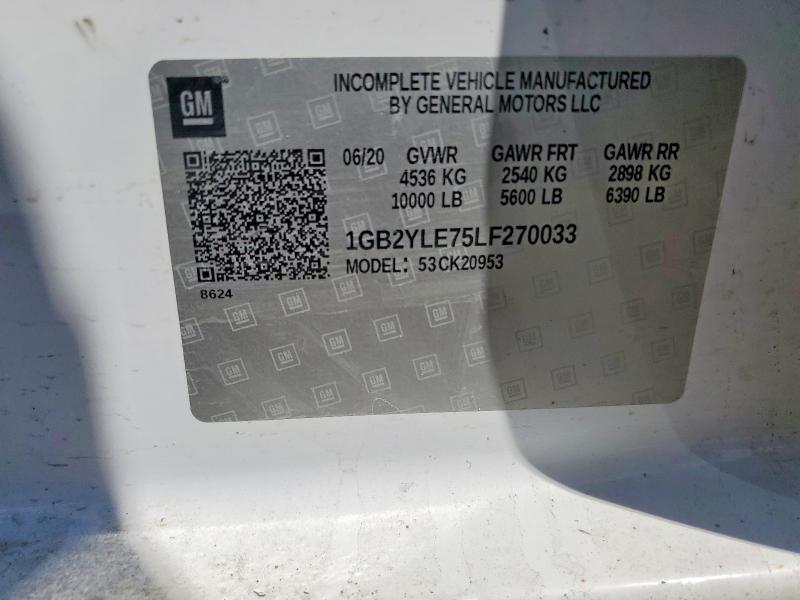 GM
INCOMPLETE VEHICLE MANUFACTURED
BY GENERAL MOTORS LLC
06/20 GVWR GAWR FRT GAWR RR
4536 KG 2540 KG 2898 KG
10000 LB 5600 LB 6390 LB
1GB2YLE75LF270033
MODEL: 53CK20953
8624